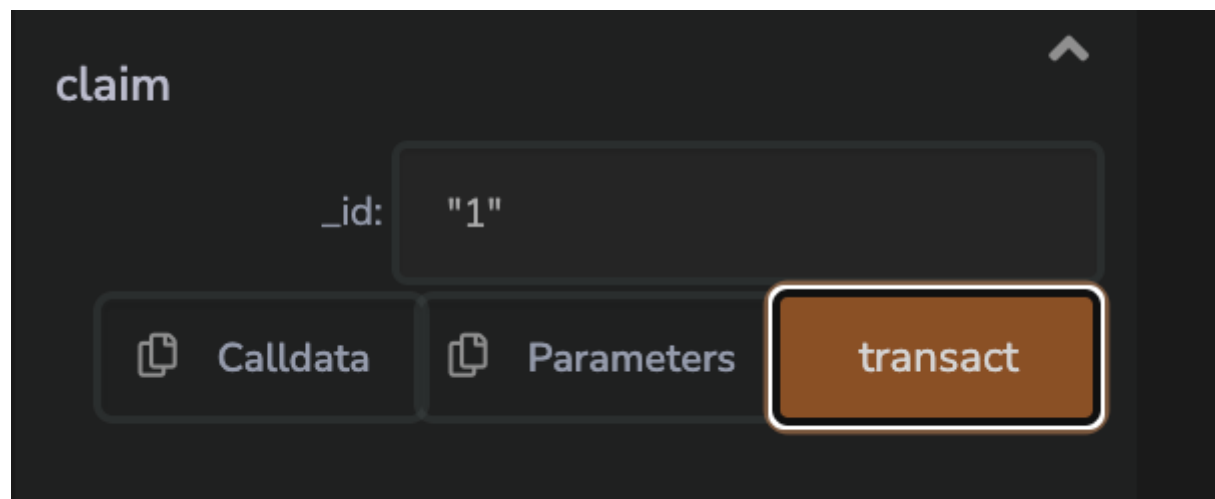 claim
_id: "1"
Calldata Parameters transact